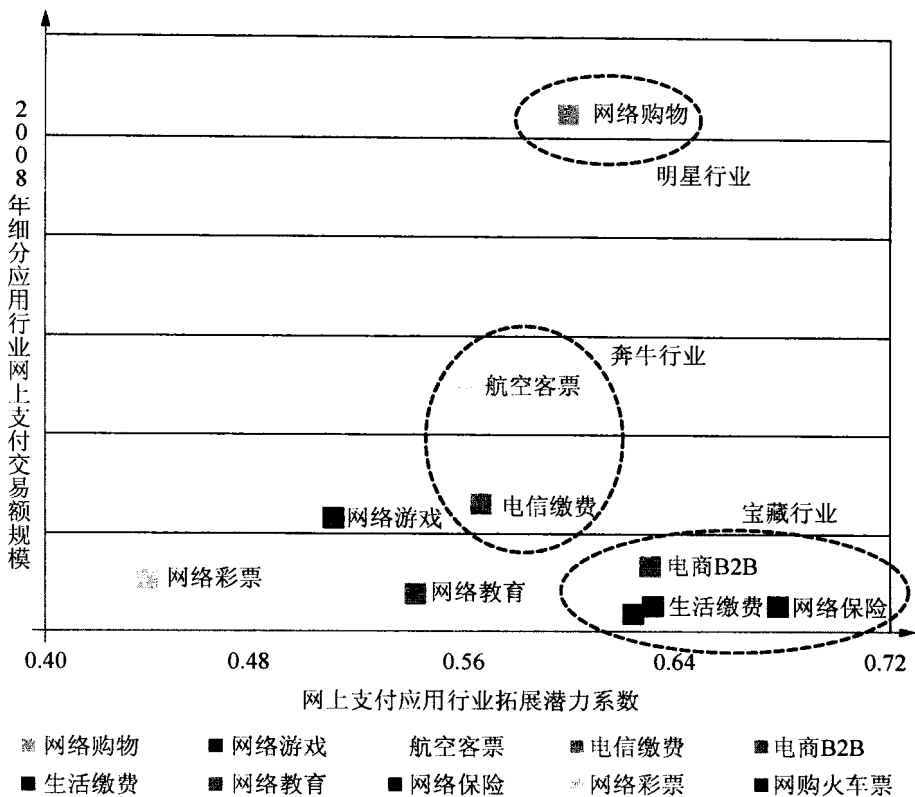 2008年细分应用行业网上支付交易额规模
网络购物
明星行业
奔牛行业
航空客票
电信缴费
网络游戏
宝藏行业
电商B2B
网络彩票
网络教育
生活缴费
网络保险
0.40 0.48 0.56 0.64 0.72
网上支付应用行业拓展潜力系数
网络购物 网络游戏 航空客票 电信缴费 电商B2B
生活缴费 网络教育 网络保险 网络彩票 网购火车票